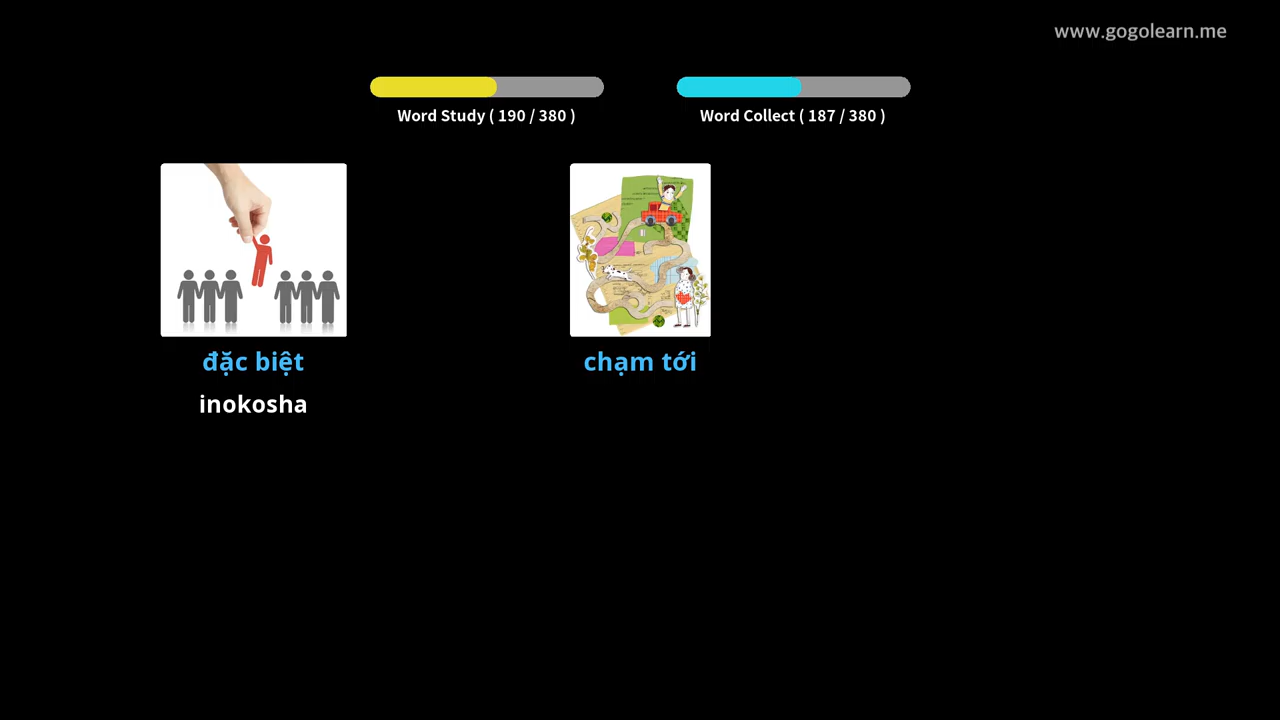 www.gogolearn.me
Word Study ( 190 / 380 )
Word Collect ( 187 / 380 )
đặc biệt
chạm tới
inokosha